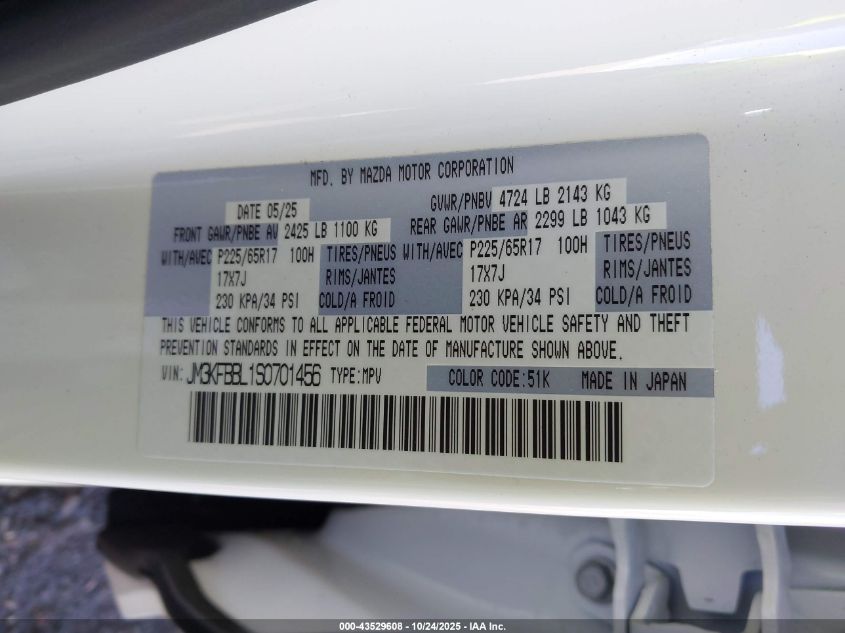 MFD. BY MAZDA MOTOR CORPORATION
DATE 05/25 GVWR/PNBV 4724 LB 2143 KG
FRONT GAWR/PNBE AV 2425 LB 1100 KG REAR GAWR/PNBE AR 2299 LB 1043 KG
WITH/AVEC P225/65R17 100H TIRES/PNEUS WITH/AVEC P225/65R17 100H TIRES/PNEUS
17X7J RIMS/JANTES 17X7J RIMS/JANTES
230 KPA/34 PSI COLD/A FROID 230 KPA/34 PSI COLD/A FROID
THIS VEHICLE CONFORMS TO ALL APPLICABLE FEDERAL MOTOR VEHICLE SAFETY AND THEFT
PREVENTION STANDARDS IN EFFECT ON THE DATE OF MANUFACTURE SHOWN ABOVE.
VIN: JM3KFBBL1S0701456 TYPE:MPV COLOR CODE:51K MADE IN JAPAN
000-43529608 - 10/24/2025 - IAA Inc.